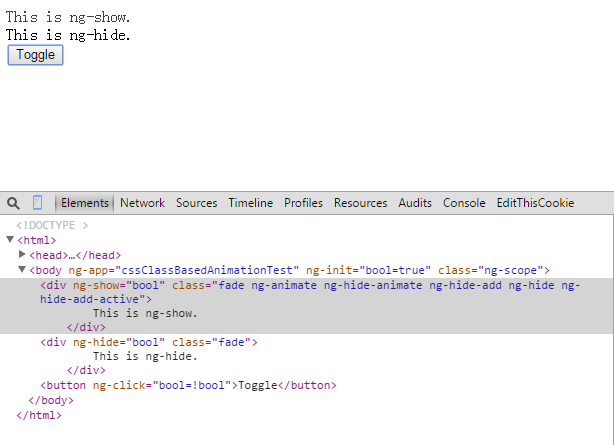 This is ng-show.
This is ng-hide.
Toggle
Elements Network Sources Timeline Profiles Resources Audits Console EditThisCookie
<!DOCTYPE >
▼<html>
▶<head>…</head>
▼<body ng-app="cssClassBasedAnimationTest" ng-init="bool=true" class="ng-scope">
<div ng-show="bool" class="fade ng-animate ng-hide-animate ng-hide-add ng-hide ng-
hide-add-active">
This is ng-show.
</div>
<div ng-hide="bool" class="fade">
This is ng-hide.
</div>
<button ng-click="bool=!bool">Toggle</button>
</body>
</html>